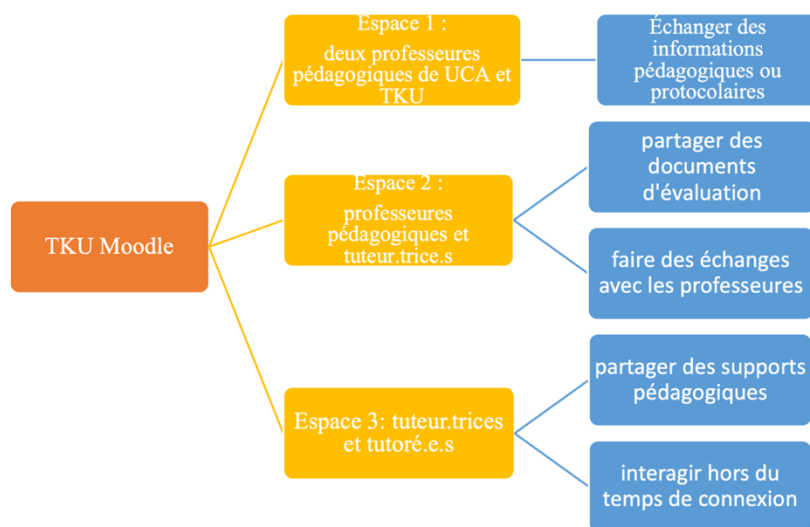 TKU Moodle
Espace 1 :
deux professeures
pédagogiques de UCA et
TKU
Échanger des
informations
pédagogiques ou
protocolaires
Espace 2 :
professeures
pédagogiques et
tuteur.trice.s
partager des
documents
d'évaluation
faire des échanges
avec les professeures
Espace 3: tuteur.trices
et tutoré.e.s
partager des supports
pédagogiques
interagir hors du
temps de connexion